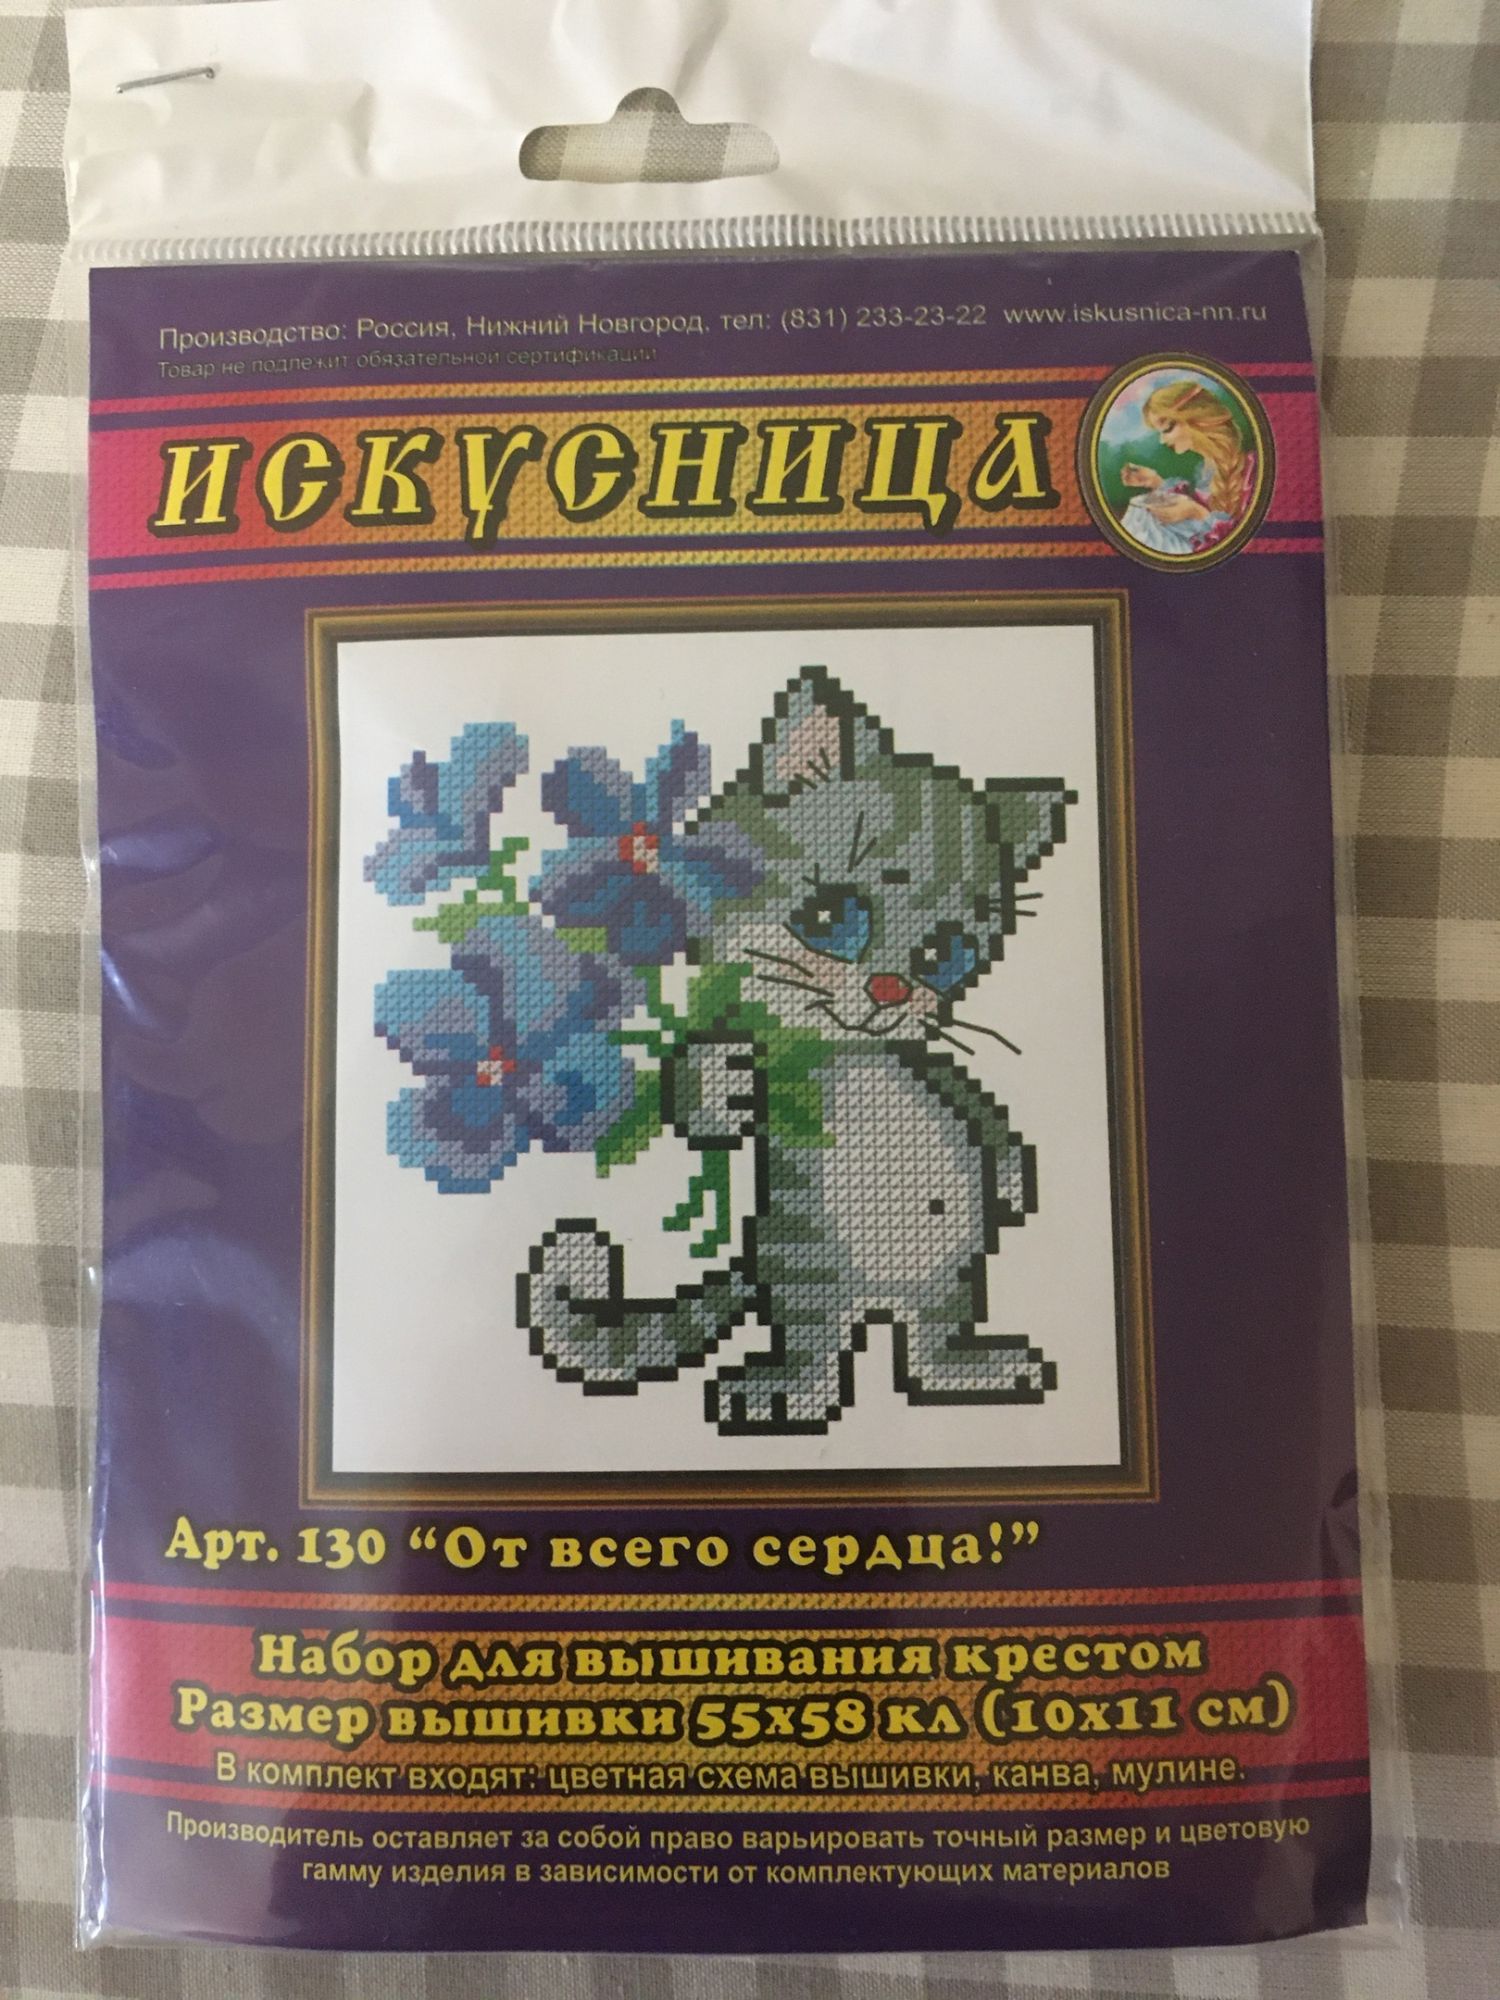 Производство: Россия, Нижний Новгород, тел: (831) 233-23-22 www.iskusnica-nn.ru
Товар не подлежит обязательной сертификации
ИСКУСНИЦА
Арт. 130 “От всего сердца!”
Набор для вышивания крестом
Размер вышивки 55х58 кл (10х11 см)
В комплект входят: цветная схема вышивки, канва, мулине.
Производитель оставляет за собой право варьировать точный размер и цветовую
гамму изделия в зависимости от комплектующих материалов